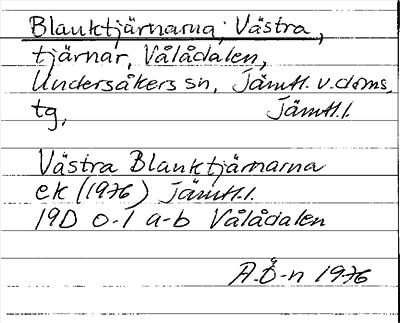 Blanktjärnarna, Västra,
tjärnar, Vålådalen,
Undersåkers sn, Jämtl. v. doms.
tg, Jämtl. l.
Västra Blanktjärnarna
ek (1976) Jämtl. l.
19D 0-1 a-b Vålådalen
A.Ö-n 1976